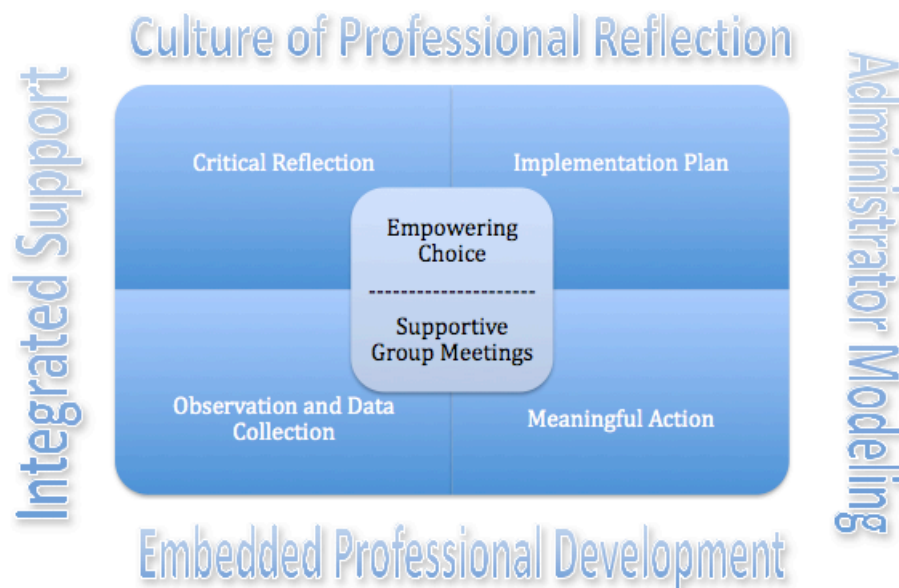 Culture of Professional Reflection
Integrated Support
Administrator Modeling
Critical Reflection
Implementation Plan
Empowering
Choice
-----------------------
Supportive
Group Meetings
Observation and Data
Collection
Meaningful Action
Embedded Professional Development